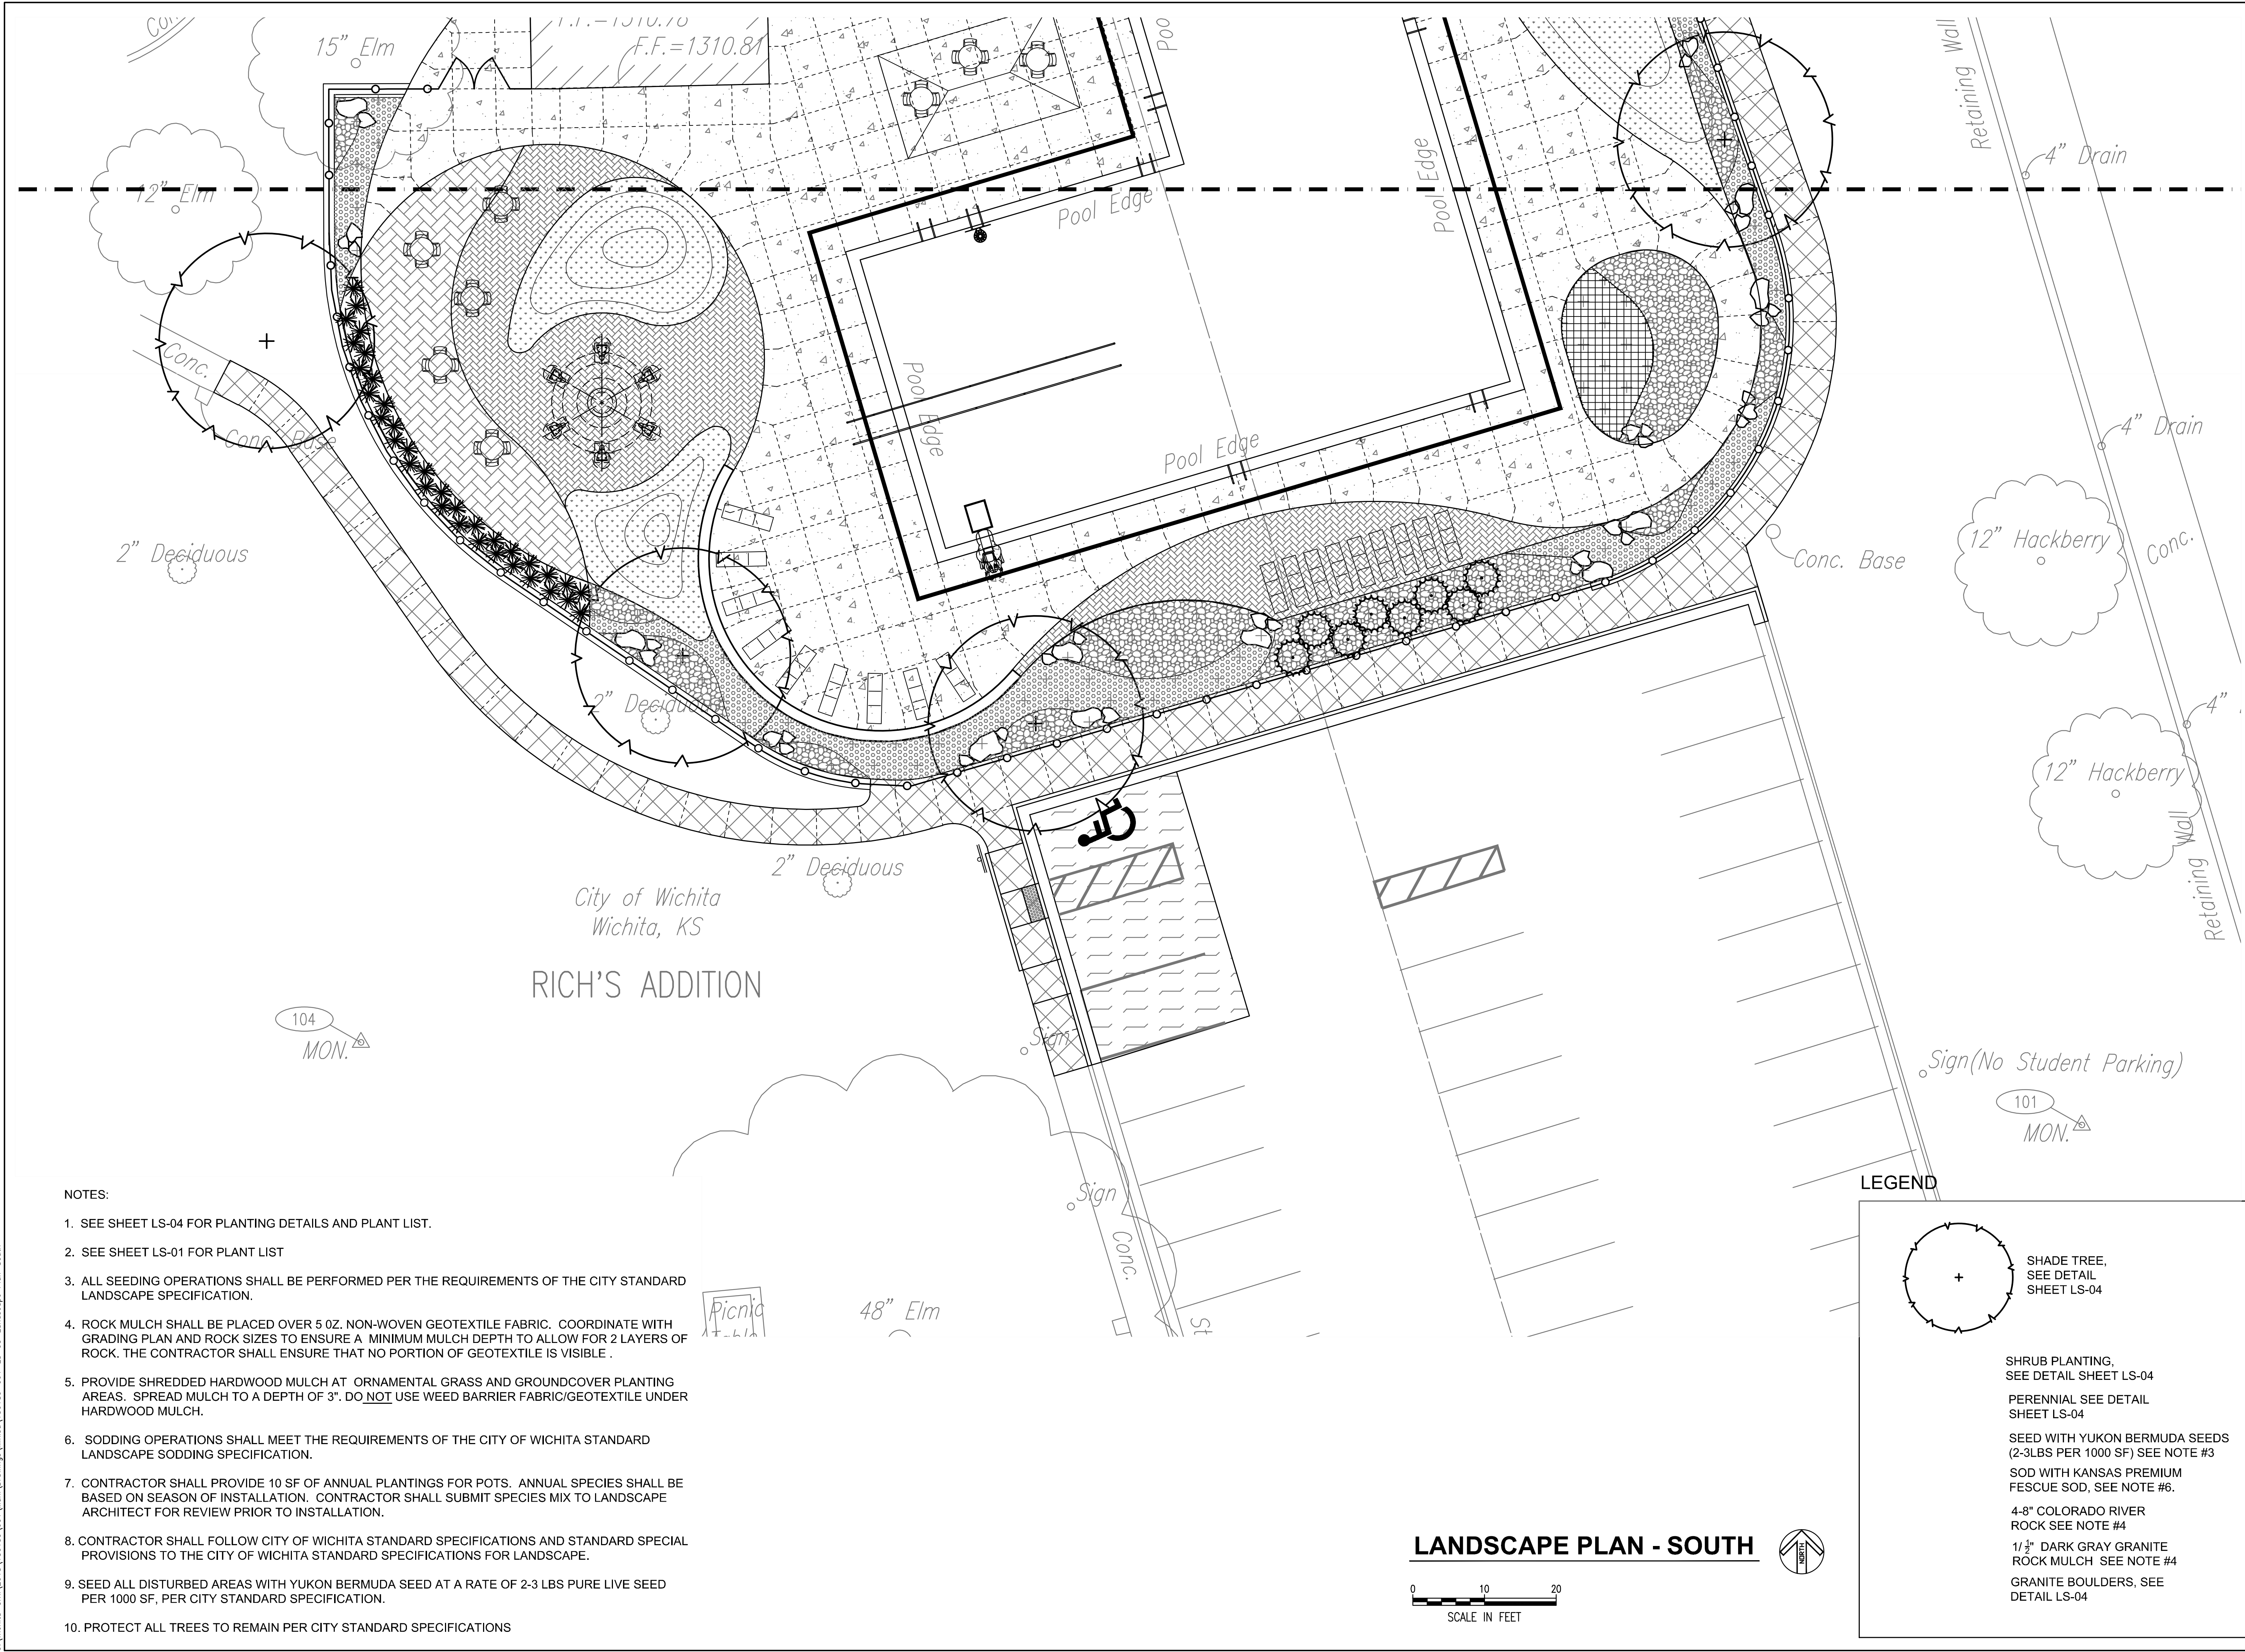 F.F.=1310.81
15" Elm
12" Elm
Pool Edge
Pool Edge
Pool Edge
Pool Edge
Retaining Wall
4" Drain
4" Drain
4"
Conc.
Conc. Base
2" Deciduous
2" Deciduous
2" Deciduous
12" Hackberry
Conc.
Conc. Base
12" Hackberry
Retaining Wall
City of Wichita
Wichita, KS
RICH'S ADDITION
104
MON.
Sign
Sign(No Student Parking)
101
MON.
Sign
Conc.
Picnic
48" Elm
St
NOTES:
1. SEE SHEET LS-04 FOR PLANTING DETAILS AND PLANT LIST.
2. SEE SHEET LS-01 FOR PLANT LIST
3. ALL SEEDING OPERATIONS SHALL BE PERFORMED PER THE REQUIREMENTS OF THE CITY STANDARD
LANDSCAPE SPECIFICATION.
4. ROCK MULCH SHALL BE PLACED OVER 5 OZ. NON-WOVEN GEOTEXTILE FABRIC. COORDINATE WITH
GRADING PLAN AND ROCK SIZES TO ENSURE A MINIMUM MULCH DEPTH TO ALLOW FOR 2 LAYERS OF
ROCK. THE CONTRACTOR SHALL ENSURE THAT NO PORTION OF GEOTEXTILE IS VISIBLE .
5. PROVIDE SHREDDED HARDWOOD MULCH AT ORNAMENTAL GRASS AND GROUNDCOVER PLANTING
AREAS. SPREAD MULCH TO A DEPTH OF 3". DO NOT USE WEED BARRIER FABRIC/GEOTEXTILE UNDER
HARDWOOD MULCH.
6. SODDING OPERATIONS SHALL MEET THE REQUIREMENTS OF THE CITY OF WICHITA STANDARD
LANDSCAPE SODDING SPECIFICATION.
7. CONTRACTOR SHALL PROVIDE 10 SF OF ANNUAL PLANTINGS FOR POTS. ANNUAL SPECIES SHALL BE
BASED ON SEASON OF INSTALLATION. CONTRACTOR SHALL SUBMIT SPECIES MIX TO LANDSCAPE
ARCHITECT FOR REVIEW PRIOR TO INSTALLATION.
8. CONTRACTOR SHALL FOLLOW CITY OF WICHITA STANDARD SPECIFICATIONS AND STANDARD SPECIAL
PROVISIONS TO THE CITY OF WICHITA STANDARD SPECIFICATIONS FOR LANDSCAPE.
9. SEED ALL DISTURBED AREAS WITH YUKON BERMUDA SEED AT A RATE OF 2-3 LBS PURE LIVE SEED
PER 1000 SF, PER CITY STANDARD SPECIFICATION.
10. PROTECT ALL TREES TO REMAIN PER CITY STANDARD SPECIFICATIONS
LANDSCAPE PLAN - SOUTH
NORTH
0 10 20
SCALE IN FEET
LEGEND
SHADE TREE,
SEE DETAIL
SHEET LS-04
SHRUB PLANTING,
SEE DETAIL SHEET LS-04
PERENNIAL SEE DETAIL
SHEET LS-04
SEED WITH YUKON BERMUDA SEEDS
(2-3LBS PER 1000 SF) SEE NOTE #3
SOD WITH KANSAS PREMIUM
FESCUE SOD, SEE NOTE #6.
4-8" COLORADO RIVER
ROCK SEE NOTE #4
1/ ½" DARK GRAY GRANITE
ROCK MULCH SEE NOTE #4
GRANITE BOULDERS, SEE
DETAIL LS-04